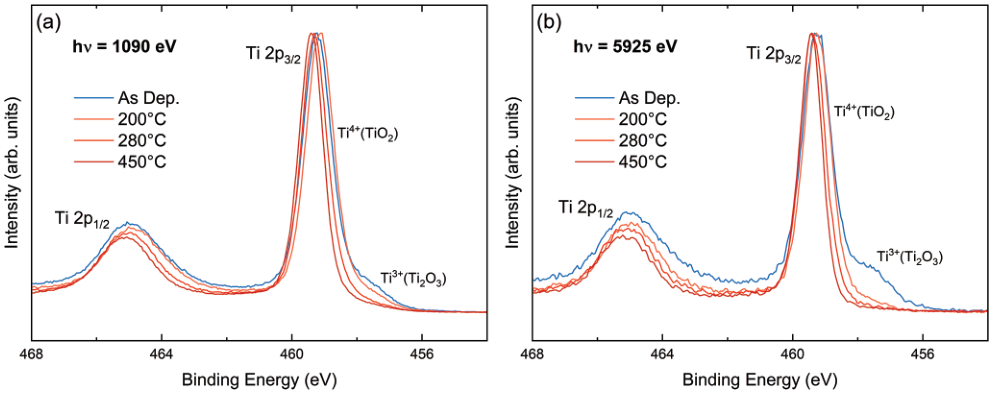 (a)
hν = 1090 eV
Ti 2p3/2
As Dep.
200°C
280°C
450°C
Ti4+(TiO2)
Ti 2p1/2
Ti3+(Ti2O3)
Intensity (arb. units)
468 464 460 456
Binding Energy (eV)
(b)
hν = 5925 eV
Ti 2p3/2
As Dep.
200°C
280°C
450°C
Ti4+(TiO2)
Ti 2p1/2
Ti3+(Ti2O3)
Intensity (arb. units)
468 464 460 456
Binding Energy (eV)